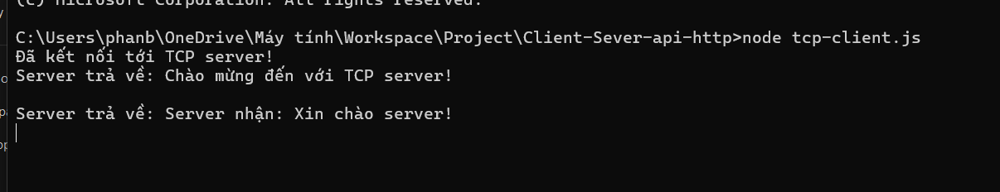 (c) Microsoft Corporation. All rights reserved.
C:\Users\phanb\OneDrive\Máy tính\Workspace\Project\Client-Sever-api-http>node tcp-client.js
Đã kết nối tới TCP server!
Server trả về: Chào mừng đến với TCP server!
Server trả về: Server nhận: Xin chào server!